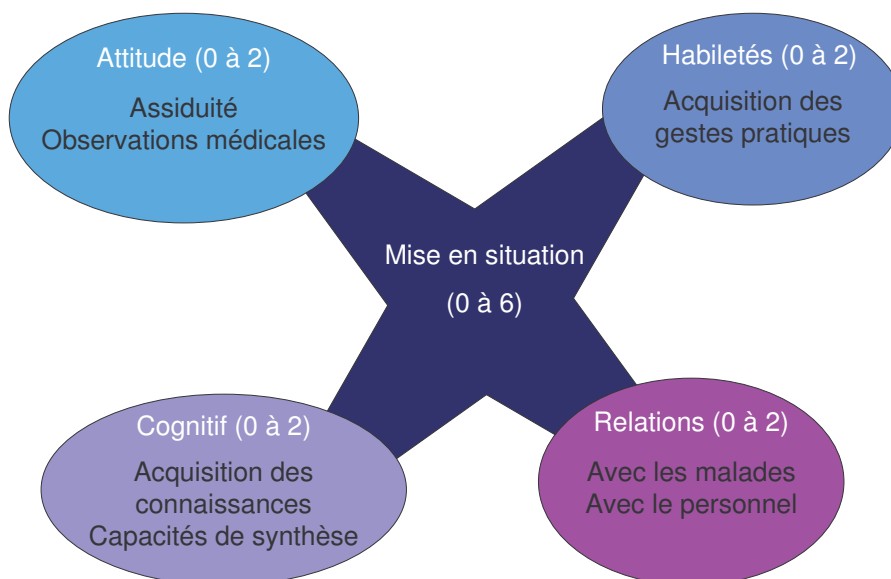 Attitude (0 à 2)
Assiduité
Observations médicales
Habiletés (0 à 2)
Acquisition des
gestes pratiques
Mise en situation
(0 à 6)
Cognitif (0 à 2)
Acquisition des
connaissances
Capacités de synthèse
Relations (0 à 2)
Avec les malades
Avec le personnel